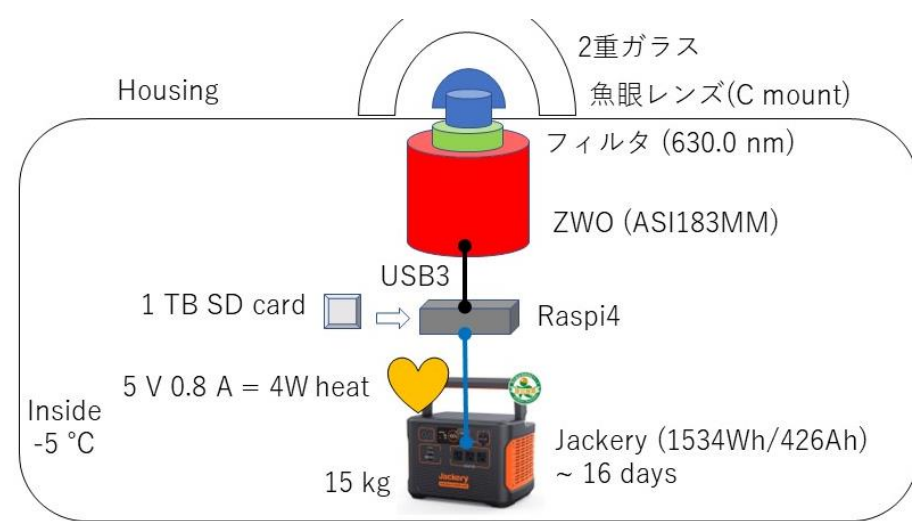 2重ガラス
Housing
魚眼レンズ(C mount)
フィルタ (630.0 nm)
ZWO (ASI183MM)
USB3
1 TB SD card
Raspi4
5 V 0.8 A = 4W heat
Inside
-5 °C
Jackery (1534Wh/426Ah)
~ 16 days
15 kg
Jackery